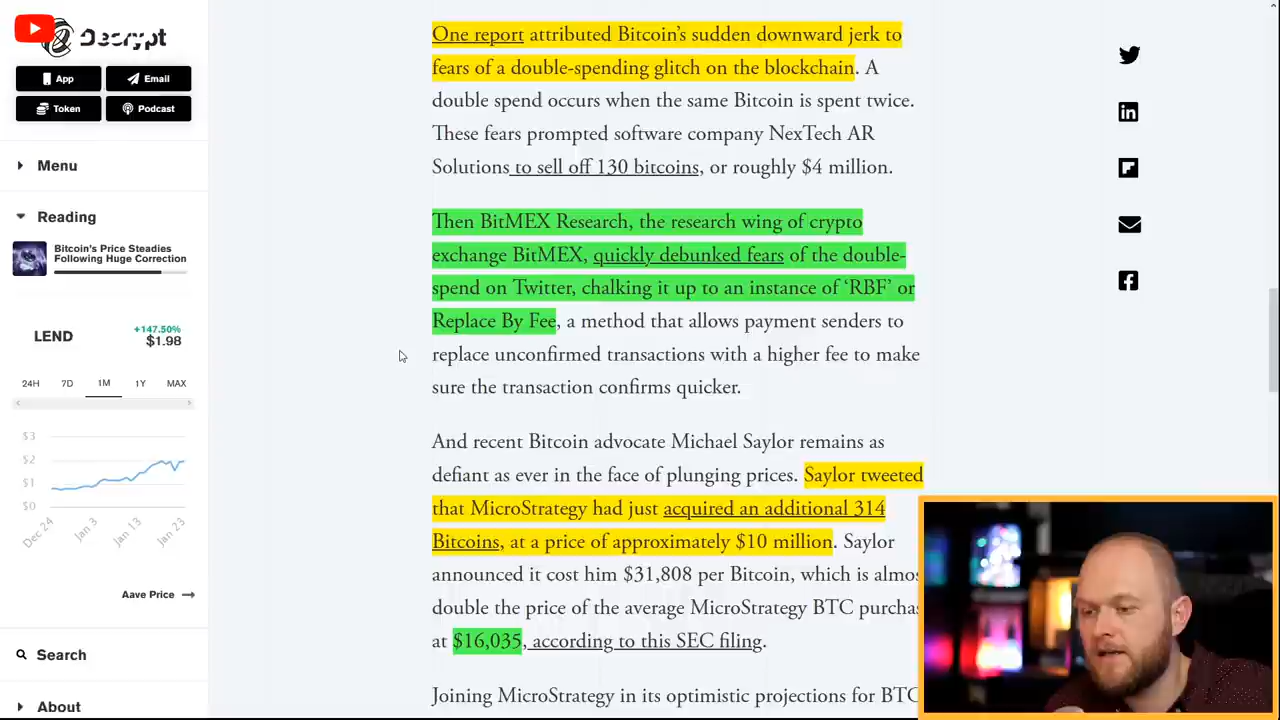 Decrypt
App
Email
Token
Podcast
Menu
Reading
Bitcoin's Price Steadies
Following Huge Correction
LEND
+147.50%
$1.98
24H 7D 1M 1Y MAX
$3
$2
$1
$0
Dec 24
Jan 3
Jan 13
Jan 23
Aave Price
Search
About
One report attributed Bitcoin's sudden downward jerk to
fears of a double-spending glitch on the blockchain. A
double spend occurs when the same Bitcoin is spent twice.
These fears prompted software company NexTech AR
Solutions to sell off 130 bitcoins, or roughly $4 million.
Then BitMEX Research, the research wing of crypto
exchange BitMEX, quickly debunked fears of the double-
spend on Twitter, chalking it up to an instance of ‘RBF’ or
Replace By Fee, a method that allows payment senders to
replace unconfirmed transactions with a higher fee to make
sure the transaction confirms quicker.
And recent Bitcoin advocate Michael Saylor remains as
defiant as ever in the face of plunging prices. Saylor tweeted
that MicroStrategy had just acquired an additional 314
Bitcoins, at a price of approximately $10 million. Saylor
announced it cost him $31,808 per Bitcoin, which is almos
double the price of the average MicroStrategy BTC purcha
at $16,035, according to this SEC filing.
Joining MicroStrategy in its optimistic projections for BTC